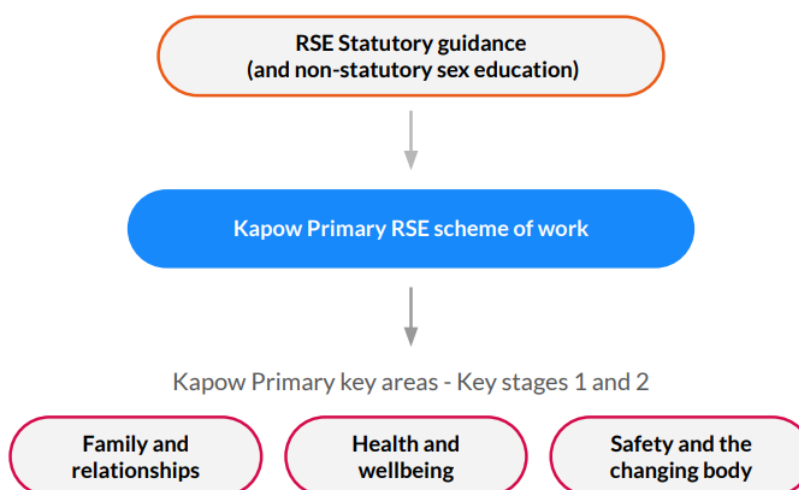 RSE Statutory guidance
(and non-statutory sex education)
Kapow Primary RSE scheme of work
Kapow Primary key areas - Key stages 1 and 2
Family and
relationships
Health and
wellbeing
Safety and the
changing body